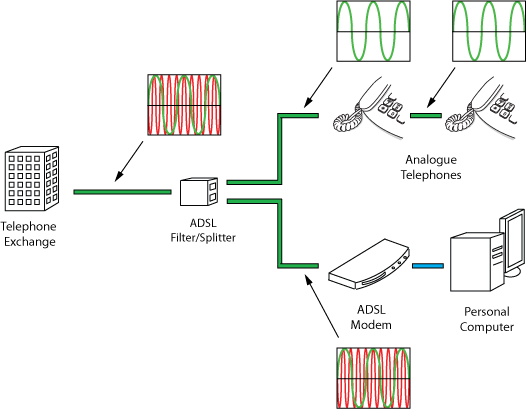 Analogue
Telephones
Telephone
Exchange
ADSL
Filter/Splitter
ADSL
Modem
Personal
Computer